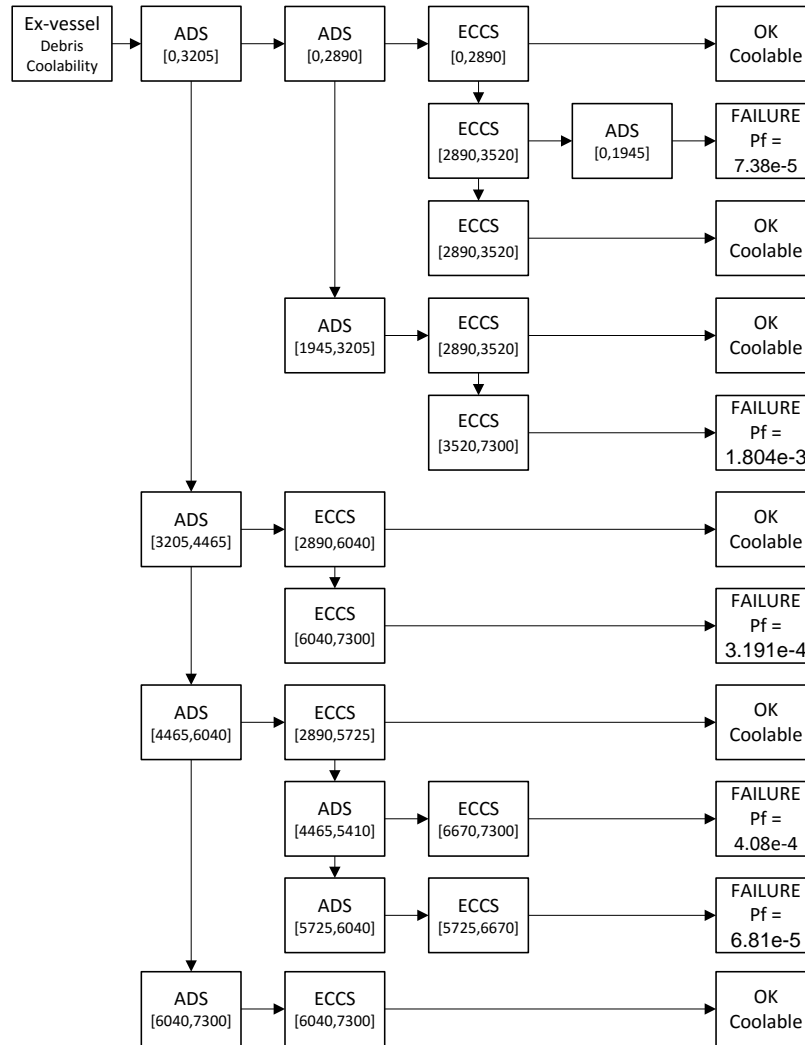 Ex-vessel
Debris
Coolability
ADS
[0,3205]
ADS
[0,2890]
ECCS
[0,2890]
OK
Coolable
ECCS
[2890,3520]
ADS
[0,1945]
FAILURE
Pf =
7.38e-5
ECCS
[2890,3520]
OK
Coolable
ADS
[1945,3205]
ECCS
[2890,3520]
OK
Coolable
ECCS
[3520,7300]
FAILURE
Pf =
1.804e-3
ADS
[3205,4465]
ECCS
[2890,6040]
OK
Coolable
ECCS
[6040,7300]
FAILURE
Pf =
3.191e-4
ADS
[4465,6040]
ECCS
[2890,5725]
OK
Coolable
ADS
[4465,5410]
ECCS
[6670,7300]
FAILURE
Pf =
4.08e-4
ADS
[5725,6040]
ECCS
[5725,6670]
FAILURE
Pf =
6.81e-5
ADS
[6040,7300]
ECCS
[6040,7300]
OK
Coolable